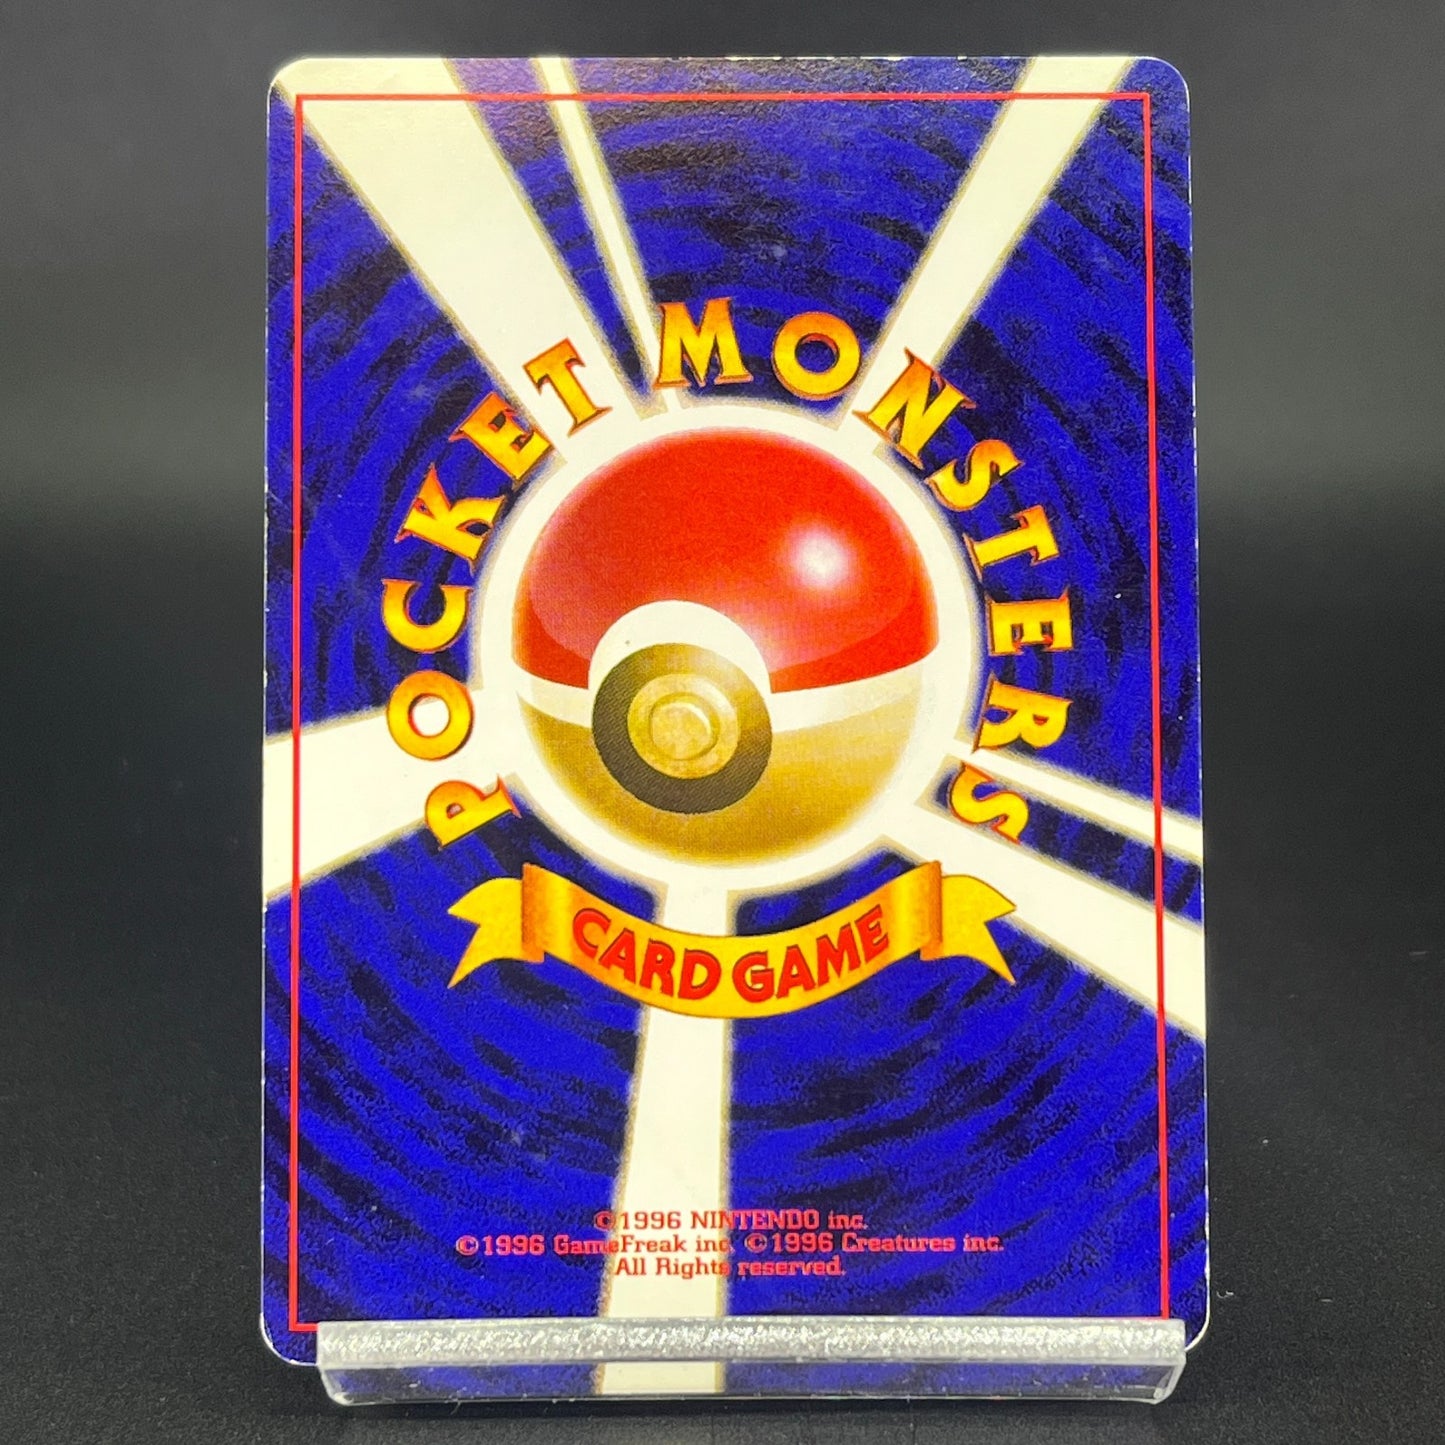 POCKET MONSTERS
CARD GAME
©1996 NINTENDO inc.
©1996 GameFreak inc. ©1996 Creatures inc.
All Rights reserved.